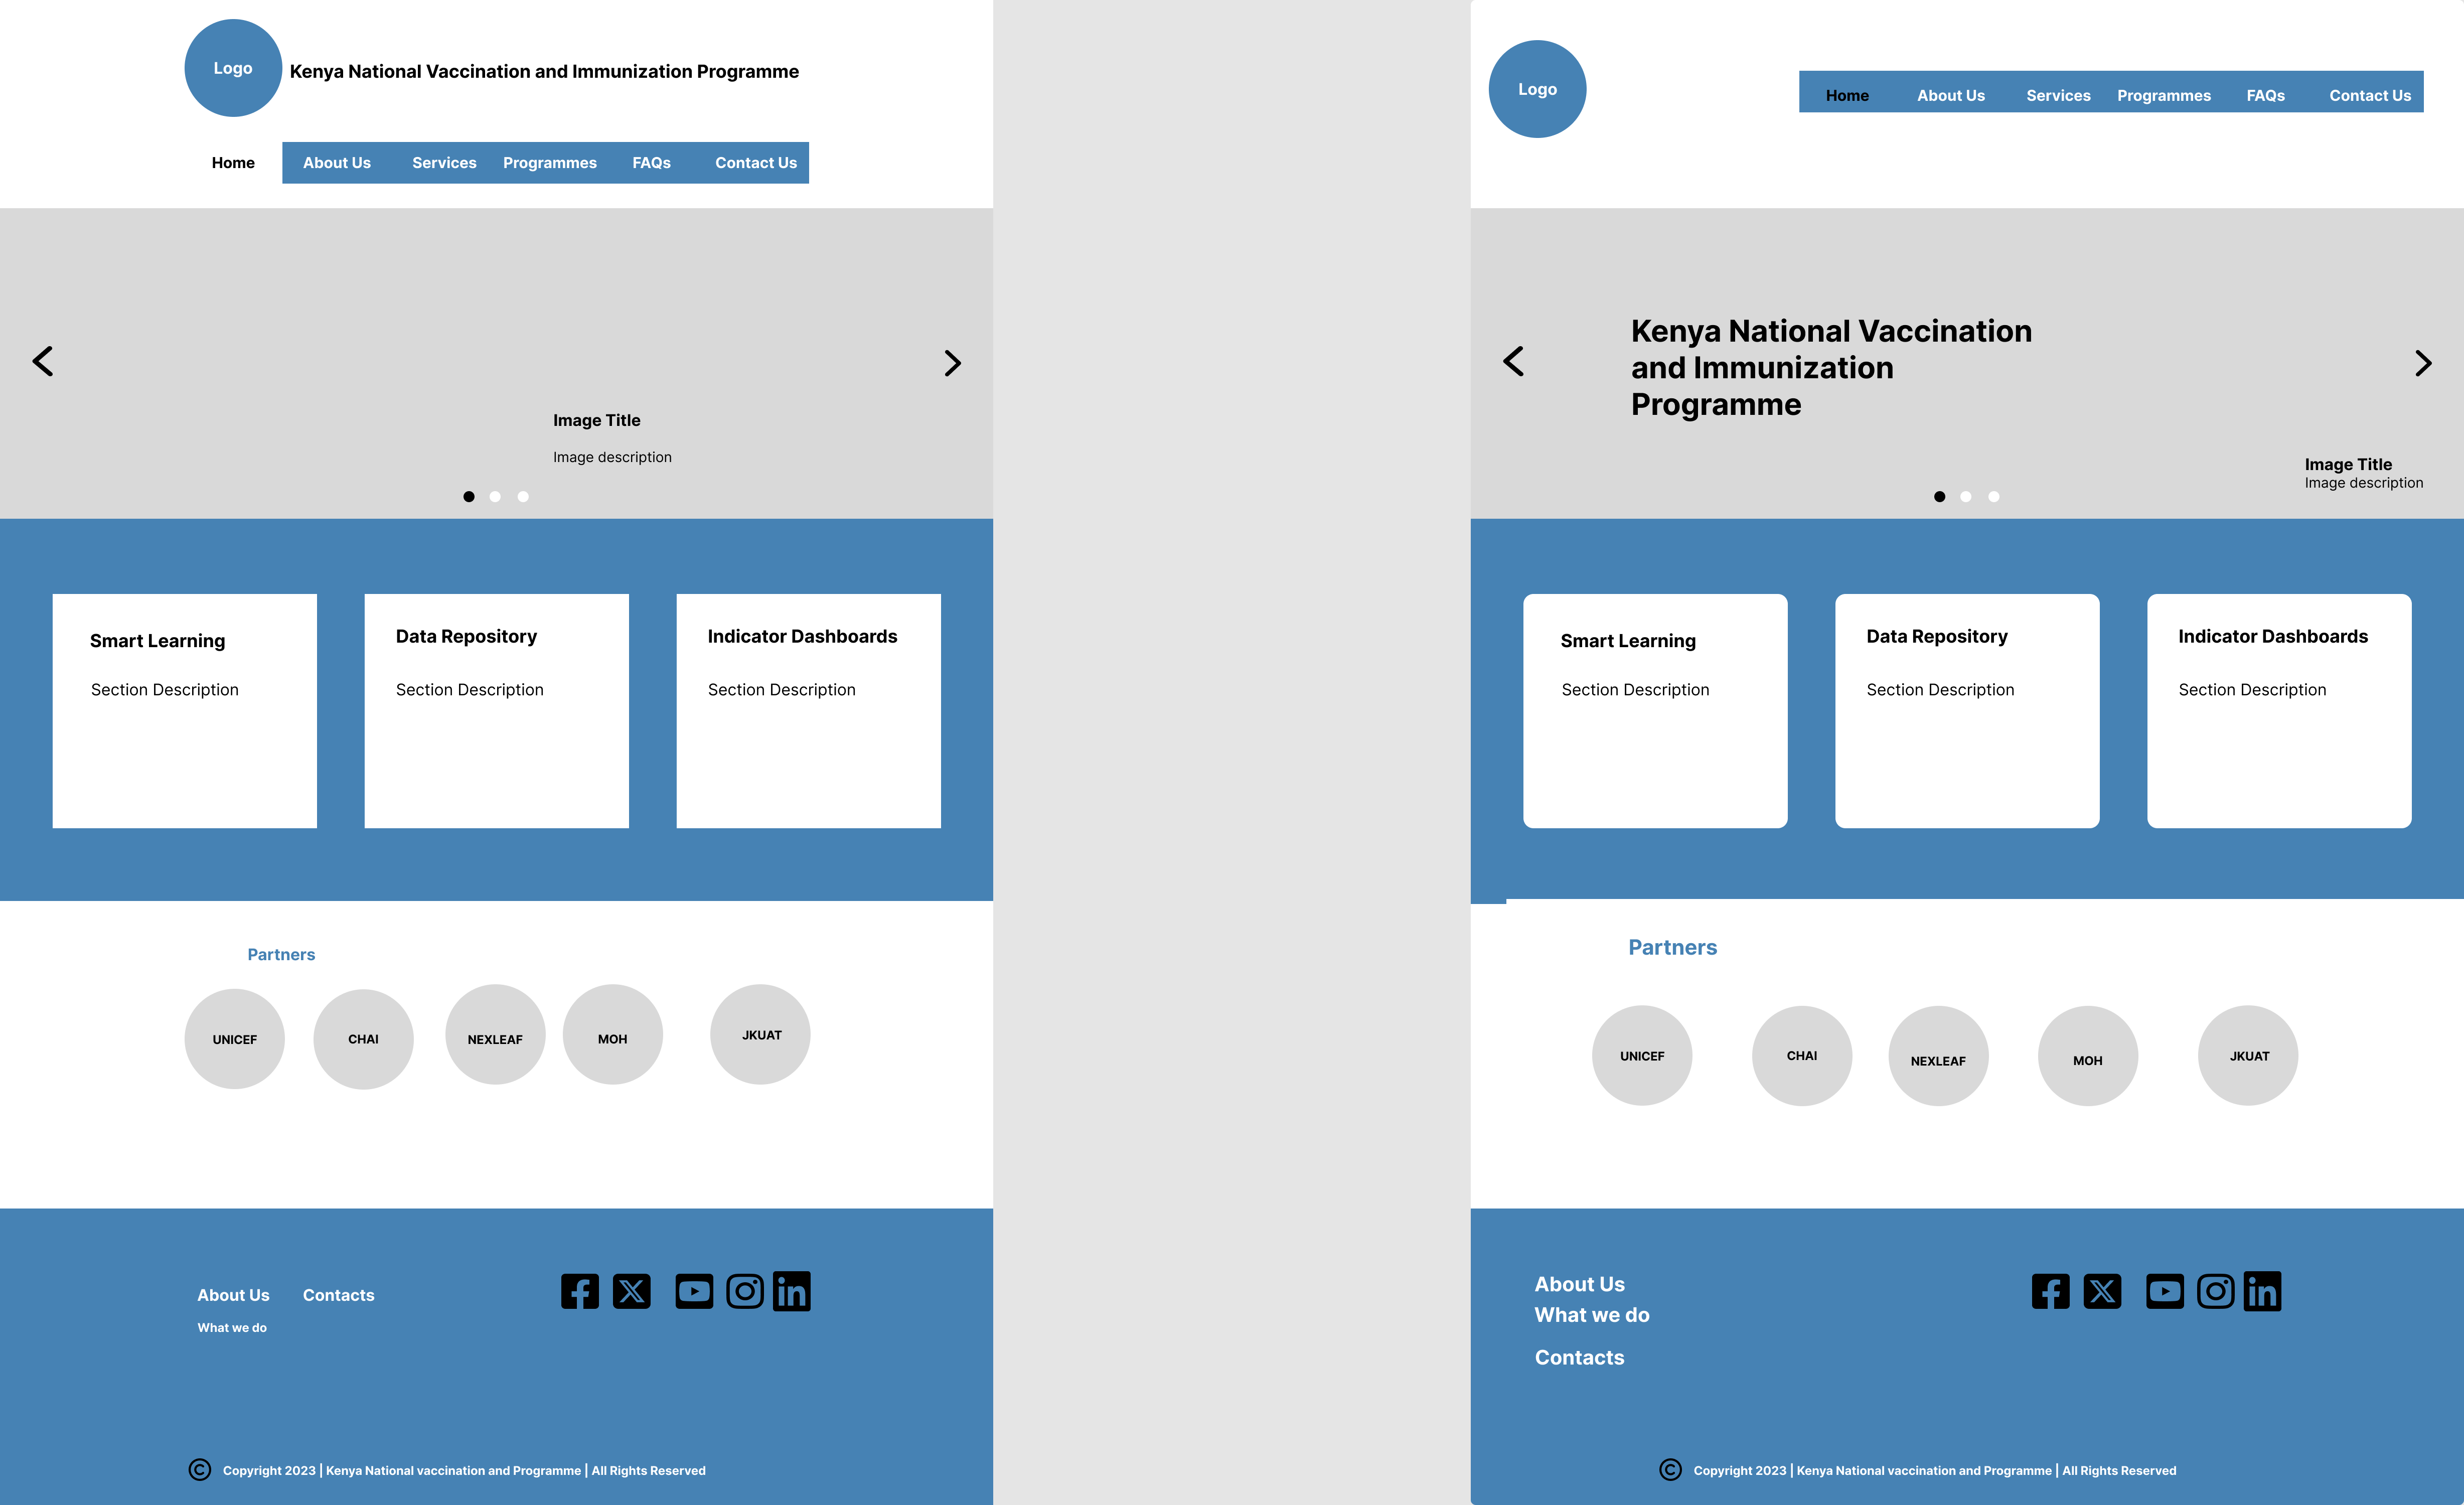 Logo
Kenya National Vaccination and Immunization Programme
Home About Us Services Programmes FAQs Contact Us
Image Title
Image description
Smart Learning
Section Description
Data Repository
Section Description
Indicator Dashboards
Section Description
Partners
UNICEF
CHAI
NEXLEAF
MOH
JKUAT
About Us Contacts
What we do
Copyright 2023 | Kenya National vaccination and Programme | All Rights Reserved
Logo
Home About Us Services Programmes FAQs Contact Us
Kenya National Vaccination
and Immunization
Programme
Image Title
Image description
Smart Learning
Section Description
Data Repository
Section Description
Indicator Dashboards
Section Description
Partners
UNICEF
CHAI
NEXLEAF
MOH
JKUAT
About Us
What we do
Contacts
Copyright 2023 | Kenya National vaccination and Programme | All Rights Reserved